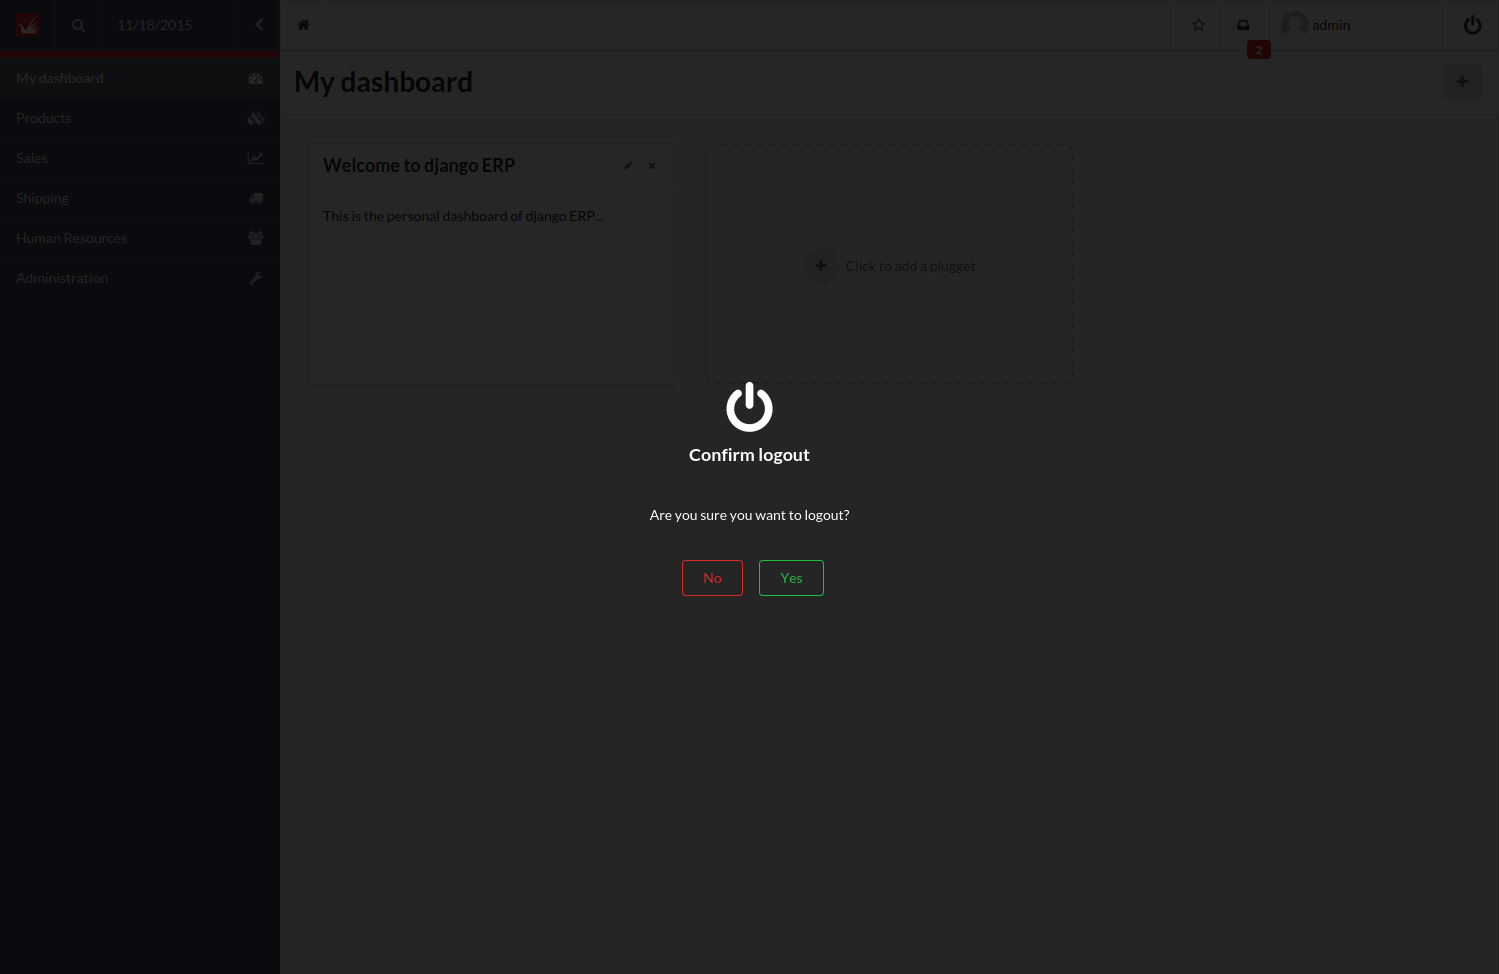 11/18/2015
admin
2
My dashboard
Products
Sales
Shipping
Human Resources
Administration
My dashboard
Welcome to django ERP
This is the personal dashboard of django ERP...
Click to add a plugget
Confirm logout
Are you sure you want to logout?
No
Yes